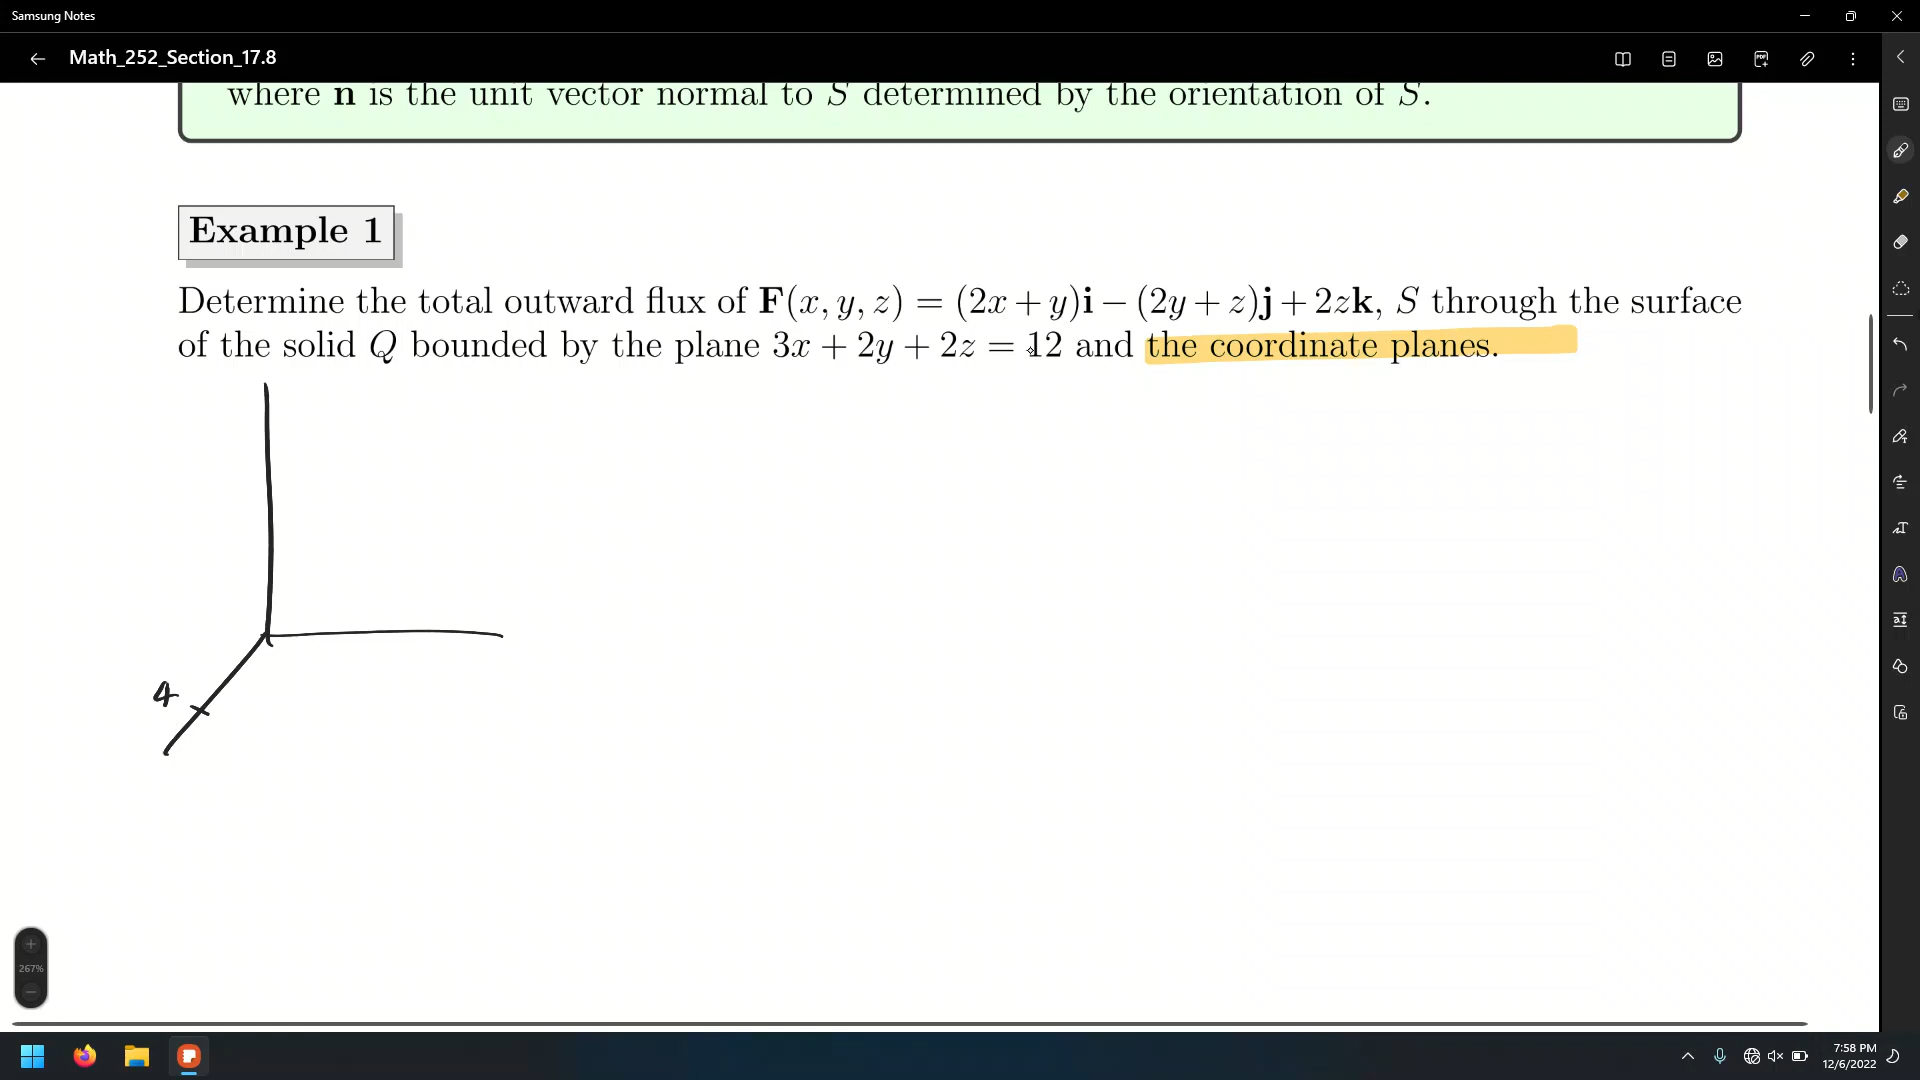 Samsung Notes
Math_252_Section_17.8
where n is the unit vector normal to S determined by the orientation of S.
Example 1
Determine the total outward flux of F(x, y, z) = (2x + y)i − (2y + z)j + 2zk, S through the surface
of the solid Q bounded by the plane 3x + 2y + 2z = 12 and the coordinate planes.
4
267%
7:58 PM
12/6/2022